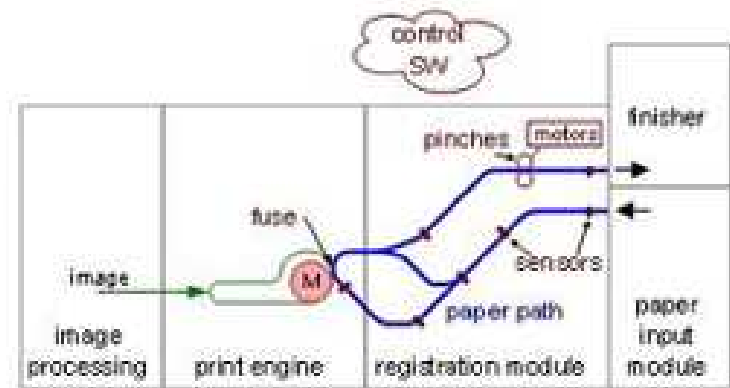 control
SW
finisher
pinches
motors
fuse
image
M
sensors
paper path
image
processing
print engine
registration module
paper
input
module